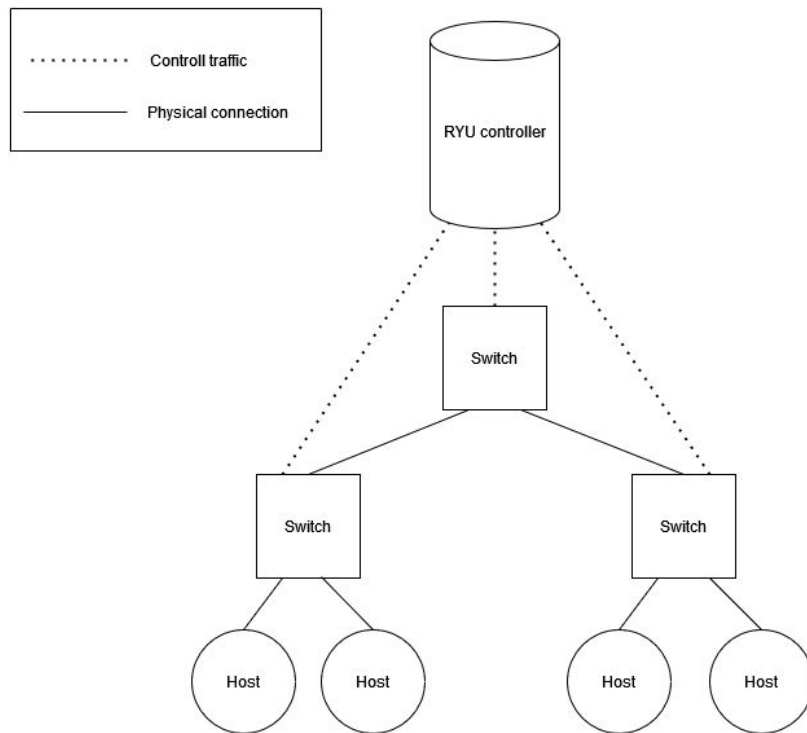 Controll traffic
Physical connection
RYU controller
Switch
Switch
Switch
Host
Host
Host
Host